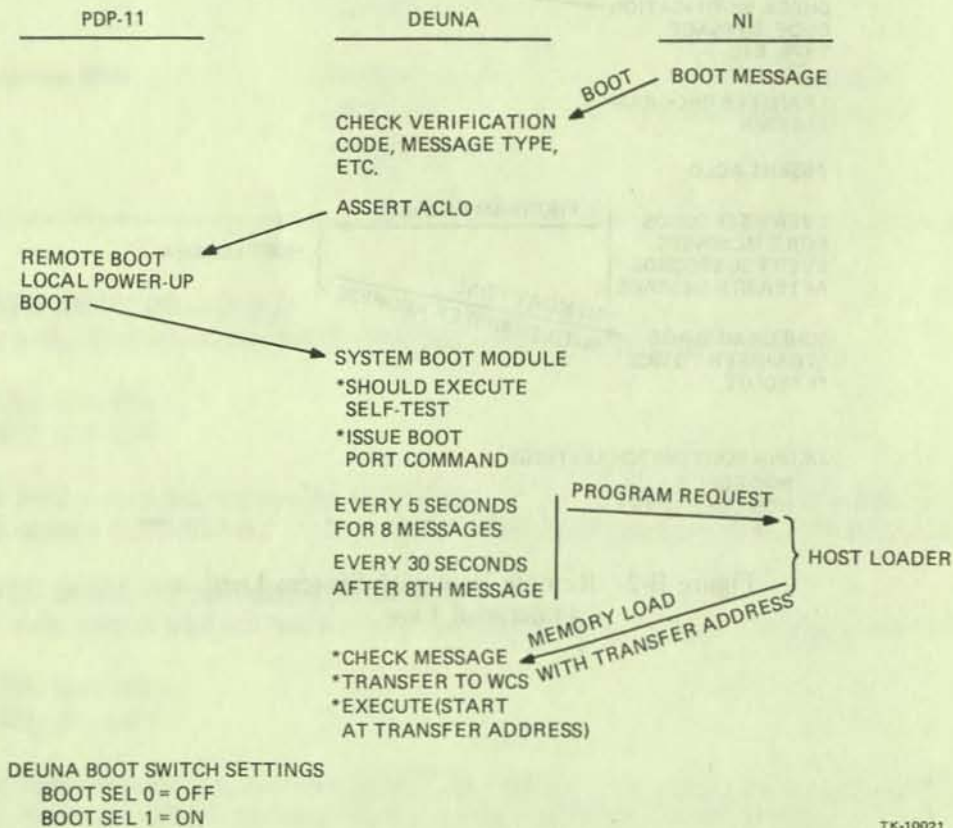 PDP-11 DEUNA NI
BOOT BOOT MESSAGE
CHECK VERIFICATION
CODE, MESSAGE TYPE,
ETC.
ASSERT ACLO
REMOTE BOOT
LOCAL POWER-UP
BOOT
SYSTEM BOOT MODULE
*SHOULD EXECUTE
SELF-TEST
*ISSUE BOOT
PORT COMMAND
EVERY 5 SECONDS
FOR 8 MESSAGES
PROGRAM REQUEST
HOST LOADER
EVERY 30 SECONDS
AFTER 8TH MESSAGE
MEMORY LOAD
WITH TRANSFER ADDRESS
*CHECK MESSAGE
*TRANSFER TO WCS
*EXECUTE(START
AT TRANSFER ADDRESS)
DEUNA BOOT SWITCH SETTINGS
BOOT SEL 0 = OFF
BOOT SEL 1 = ON
TK-10021